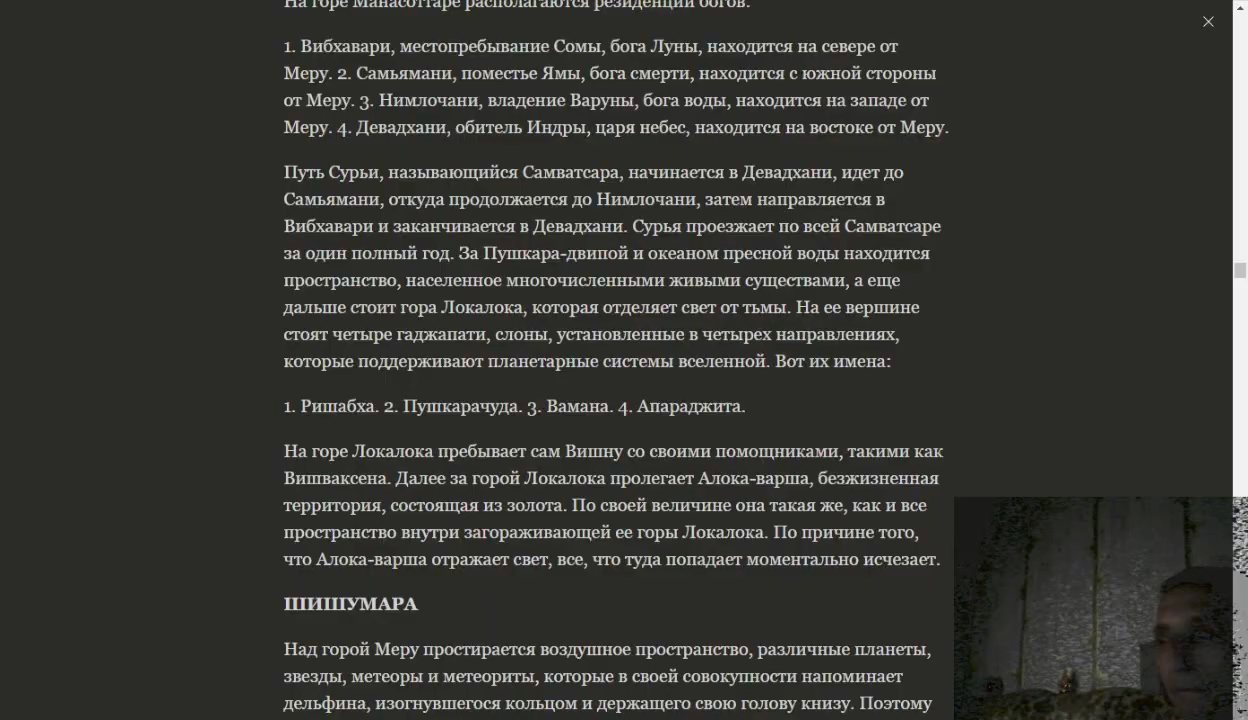 На горе Манасоттаре располагаются резиденции богов.
1. Вибхавари, местопребывание Сомы, бога Луны, находится на севере от
Меру. 2. Самьямани, поместье Ямы, бога смерти, находится с южной стороны
от Меру. 3. Нимлочани, владение Варуны, бога воды, находится на западе от
Меру. 4. Девадхани, обитель Индры, царя небес, находится на востоке от Меру.
Путь Сурьи, называющийся Самватсара, начинается в Девадхани, идет до
Самьямани, откуда продолжается до Нимлочани, затем направляется в
Вибхавари и заканчивается в Девадхани. Сурья проезжает по всей Самватсаре
за один полный год. За Пушкара-двипой и океаном пресной воды находится
пространство, населенное многочисленными живыми существами, а еще
дальше стоит гора Локалока, которая отделяет свет от тьмы. На ее вершине
стоят четыре гаджапати, слоны, установленные в четырех направлениях,
которые поддерживают планетарные системы вселенной. Вот их имена:
1. Ришабха. 2. Пушкарачуда. 3. Вамана. 4. Апараджита.
На горе Локалока пребывает сам Вишну со своими помощниками, такими как
Вишваксена. Далее за горой Локалока пролегает Алока-варша, безжизненная
территория, состоящая из золота. По своей величине она такая же, как и все
пространство внутри загораживающей ее горы Локалока. По причине того,
что Алока-варша отражает свет, все, что туда попадает моментально исчезает.
ШИШУМАРА
Над горой Меру простирается воздушное пространство, различные планеты,
звезды, метеоры и метеориты, которые в своей совокупности напоминает
дельфина, изогнувшегося кольцом и держащего свою голову книзу. Поэтому